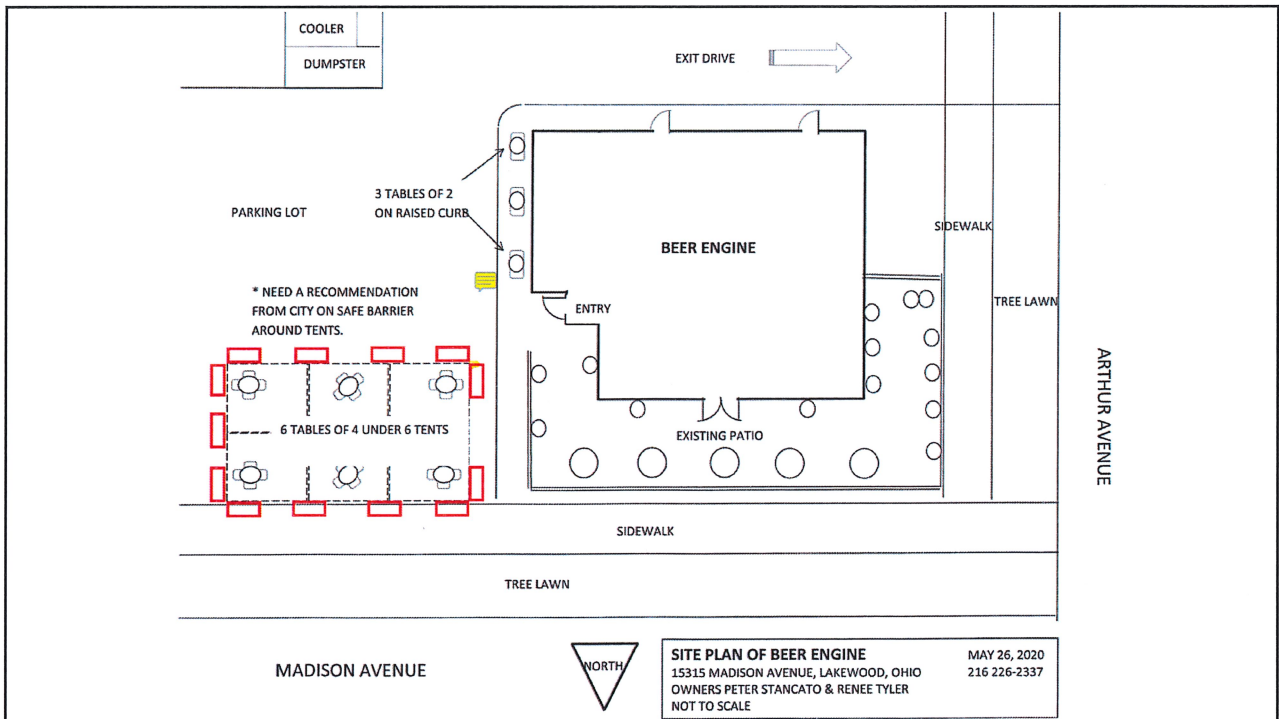 COOLER
DUMPSTER
EXIT DRIVE
3 TABLES OF 2
ON RAISED CURB
PARKING LOT
BEER ENGINE
SIDEWALK
* NEED A RECOMMENDATION
FROM CITY ON SAFE BARRIER
AROUND TENTS.
ENTRY
TREE LAWN
ARTHUR AVENUE
6 TABLES OF 4 UNDER 6 TENTS
EXISTING PATIO
SIDEWALK
TREE LAWN
MADISON AVENUE
NORTH
SITE PLAN OF BEER ENGINE
MAY 26, 2020
15315 MADISON AVENUE, LAKEWOOD, OHIO
216 226-2337
OWNERS PETER STANCATO & RENEE TYLER
NOT TO SCALE